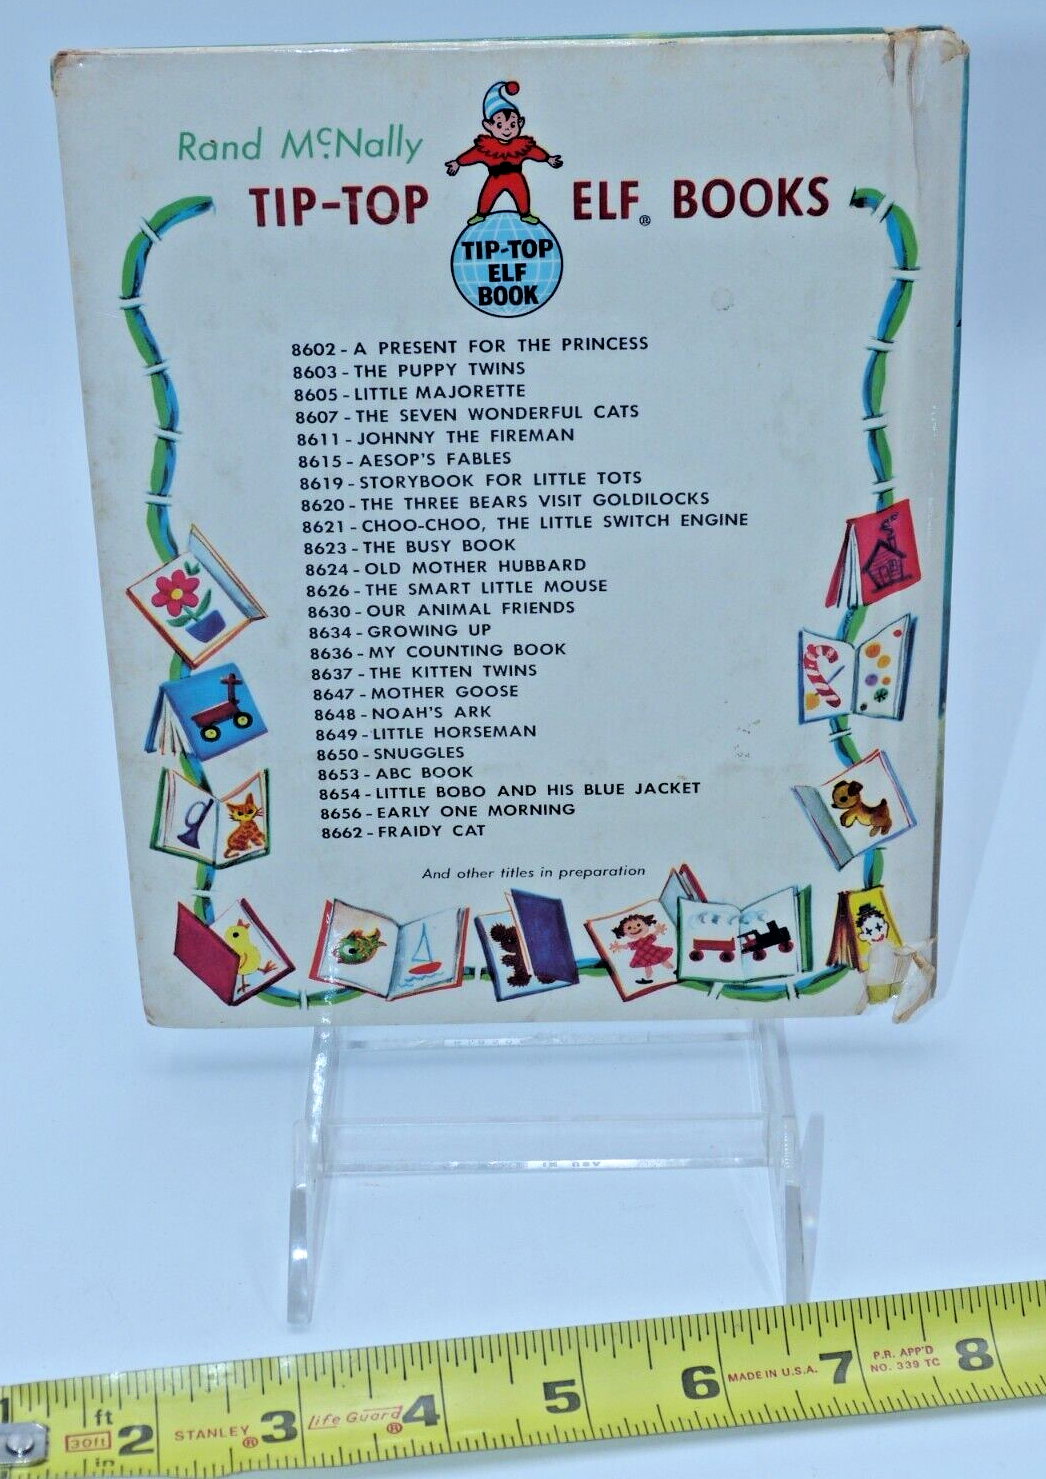 Rand McNally
TIP-TOP ELF® BOOKS
TIP-TOP
ELF
BOOK
8602 - A PRESENT FOR THE PRINCESS
8603 - THE PUPPY TWINS
8605 - LITTLE MAJORETTE
8607 - THE SEVEN WONDERFUL CATS
8611 - JOHNNY THE FIREMAN
8615 - AESOP'S FABLES
8619 - STORYBOOK FOR LITTLE TOTS
8620 - THE THREE BEARS VISIT GOLDILOCKS
8621 - CHOO-CHOO, THE LITTLE SWITCH ENGINE
8623 - THE BUSY BOOK
8624 - OLD MOTHER HUBBARD
8626 - THE SMART LITTLE MOUSE
8630 - OUR ANIMAL FRIENDS
8634 - GROWING UP
8636 - MY COUNTING BOOK
8637 - THE KITTEN TWINS
8647 - MOTHER GOOSE
8648 - NOAH'S ARK
8649 - LITTLE HORSEMAN
8650 - SNUGGLES
8653 - ABC BOOK
8654 - LITTLE BOBO AND HIS BLUE JACKET
8656 - EARLY ONE MORNING
8662 - FRAIDY CAT
And other titles in preparation
1 2 3 4 5 6 7 8
ft
30ft
in
STANLEY®
Life Guard®
MADE IN U.S.A.
P.R. APP'D
NO. 339 TC